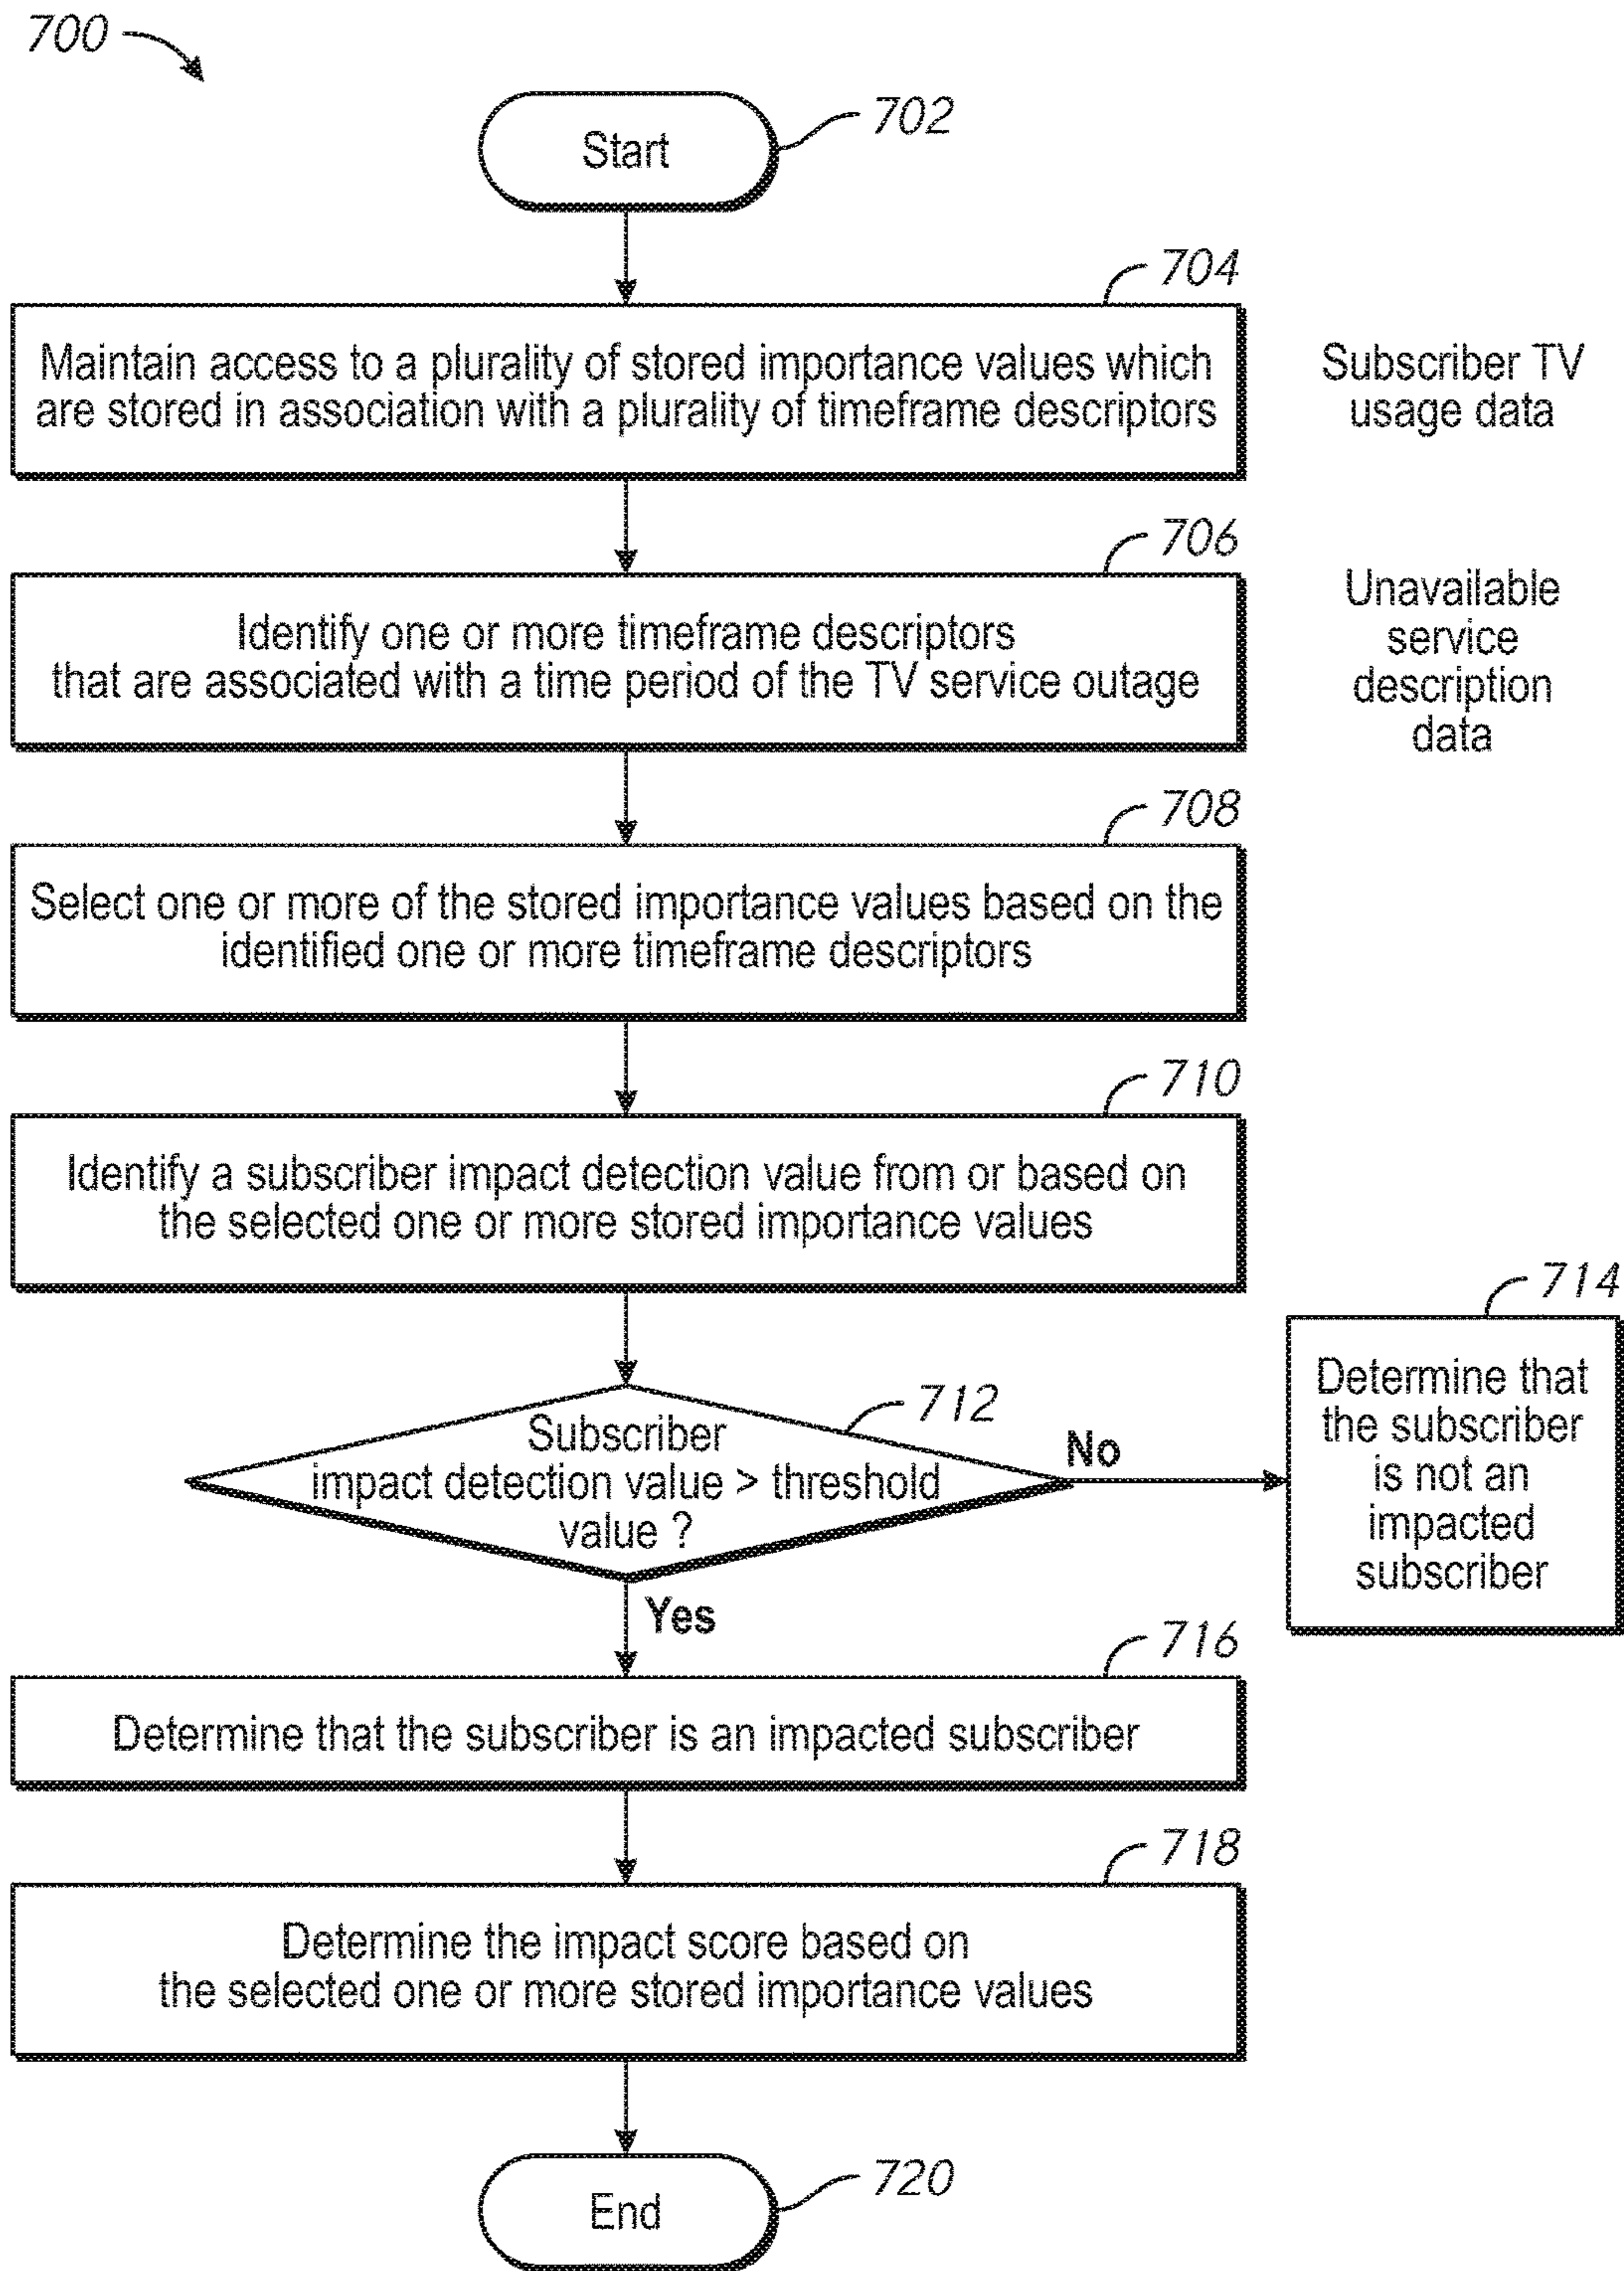 700
Start
702
704
Maintain access to a plurality of stored importance values which
are stored in association with a plurality of timeframe descriptors
Subscriber TV
usage data
706
Identify one or more timeframe descriptors
that are associated with a time period of the TV service outage
Unavailable
service
description
data
708
Select one or more of the stored importance values based on the
identified one or more timeframe descriptors
710
Identify a subscriber impact detection value from or based on
the selected one or more stored importance values
712
Subscriber
impact detection value > threshold
value ?
No
714
Determine that
the subscriber
is not an
impacted
subscriber
Yes
716
Determine that the subscriber is an impacted subscriber
718
Determine the impact score based on
the selected one or more stored importance values
End
720